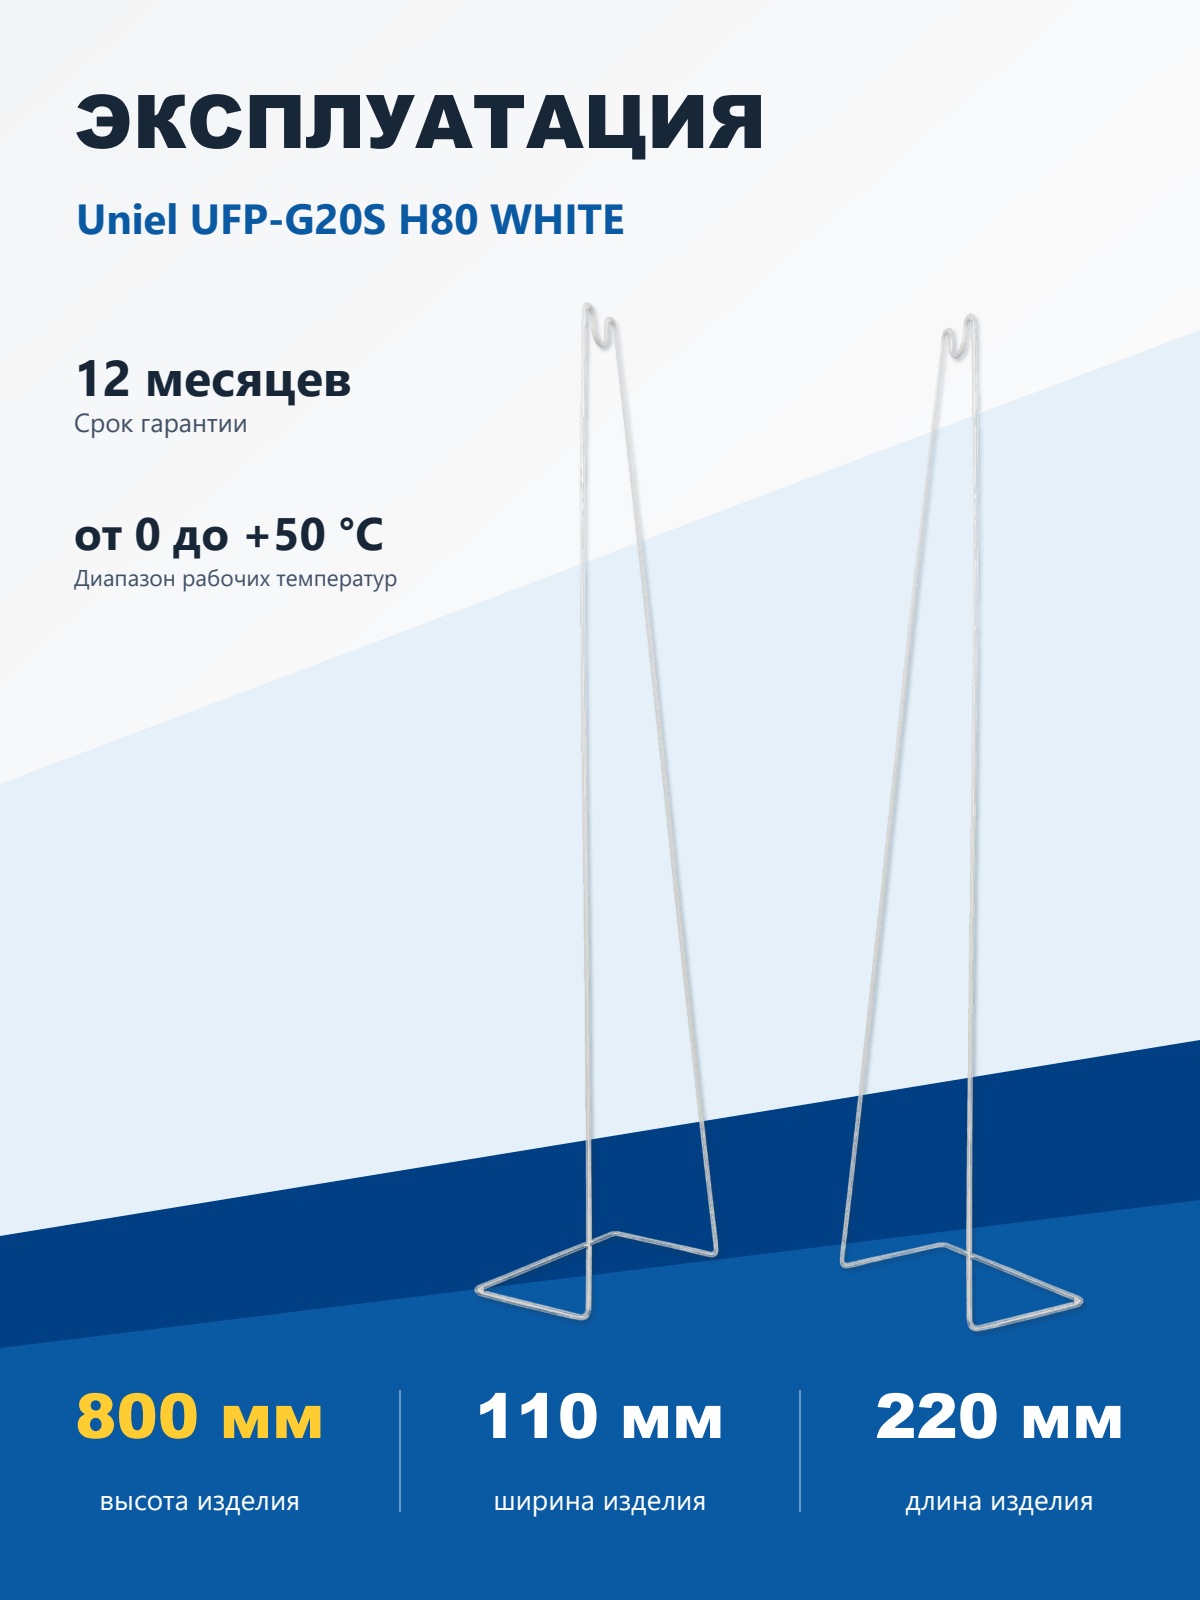 ЭКСПЛУАТАЦИЯ
Uniel UFP-G20S H80 WHITE
12 месяцев
Срок гарантии
от 0 до +50 °C
Диапазон рабочих температур
800 мм
высота изделия
110 мм
ширина изделия
220 мм
длина изделия